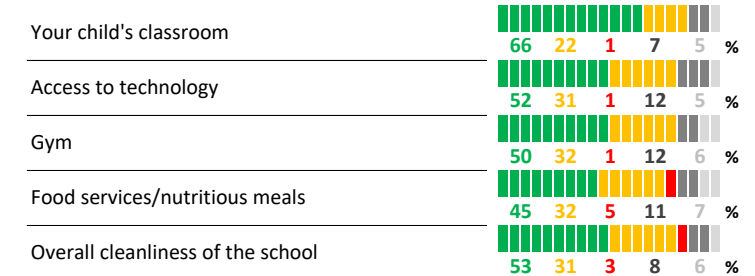 Your child's classroom
66 22 1 7 5 %
Access to technology
52 31 1 12 5 %
Gym
50 32 1 12 6 %
Food services/nutritious meals
45 32 5 11 7 %
Overall cleanliness of the school
53 31 3 8 6 %